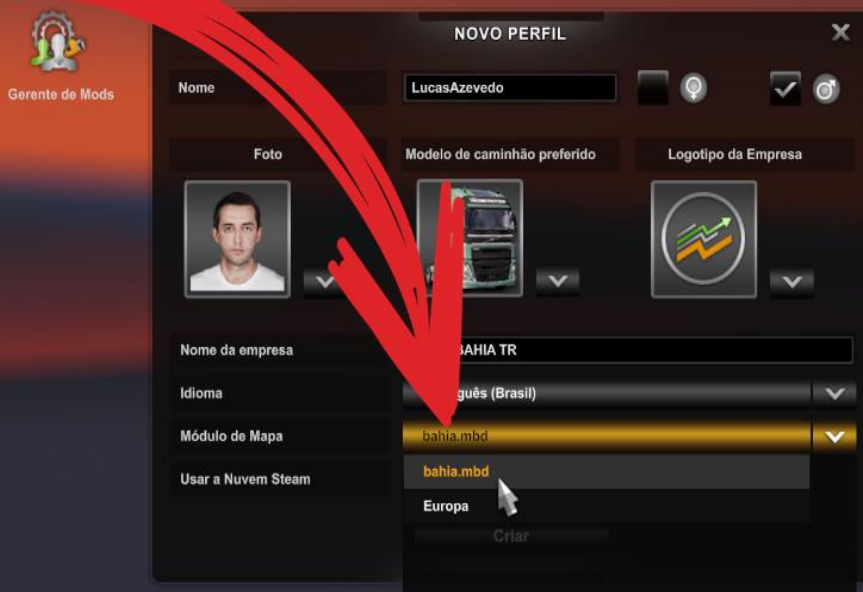 NOVO PERFIL
Gerente de Mods
Nome
LucasAzevedo
Foto
Modelo de caminhão preferido
Logotipo da Empresa
Nome da empresa
BAHIA TR
Idioma
guês (Brasil)
Módulo de Mapa
bahia.mbd
bahia.mbd
Usar a Nuvem Steam
Europa
Criar